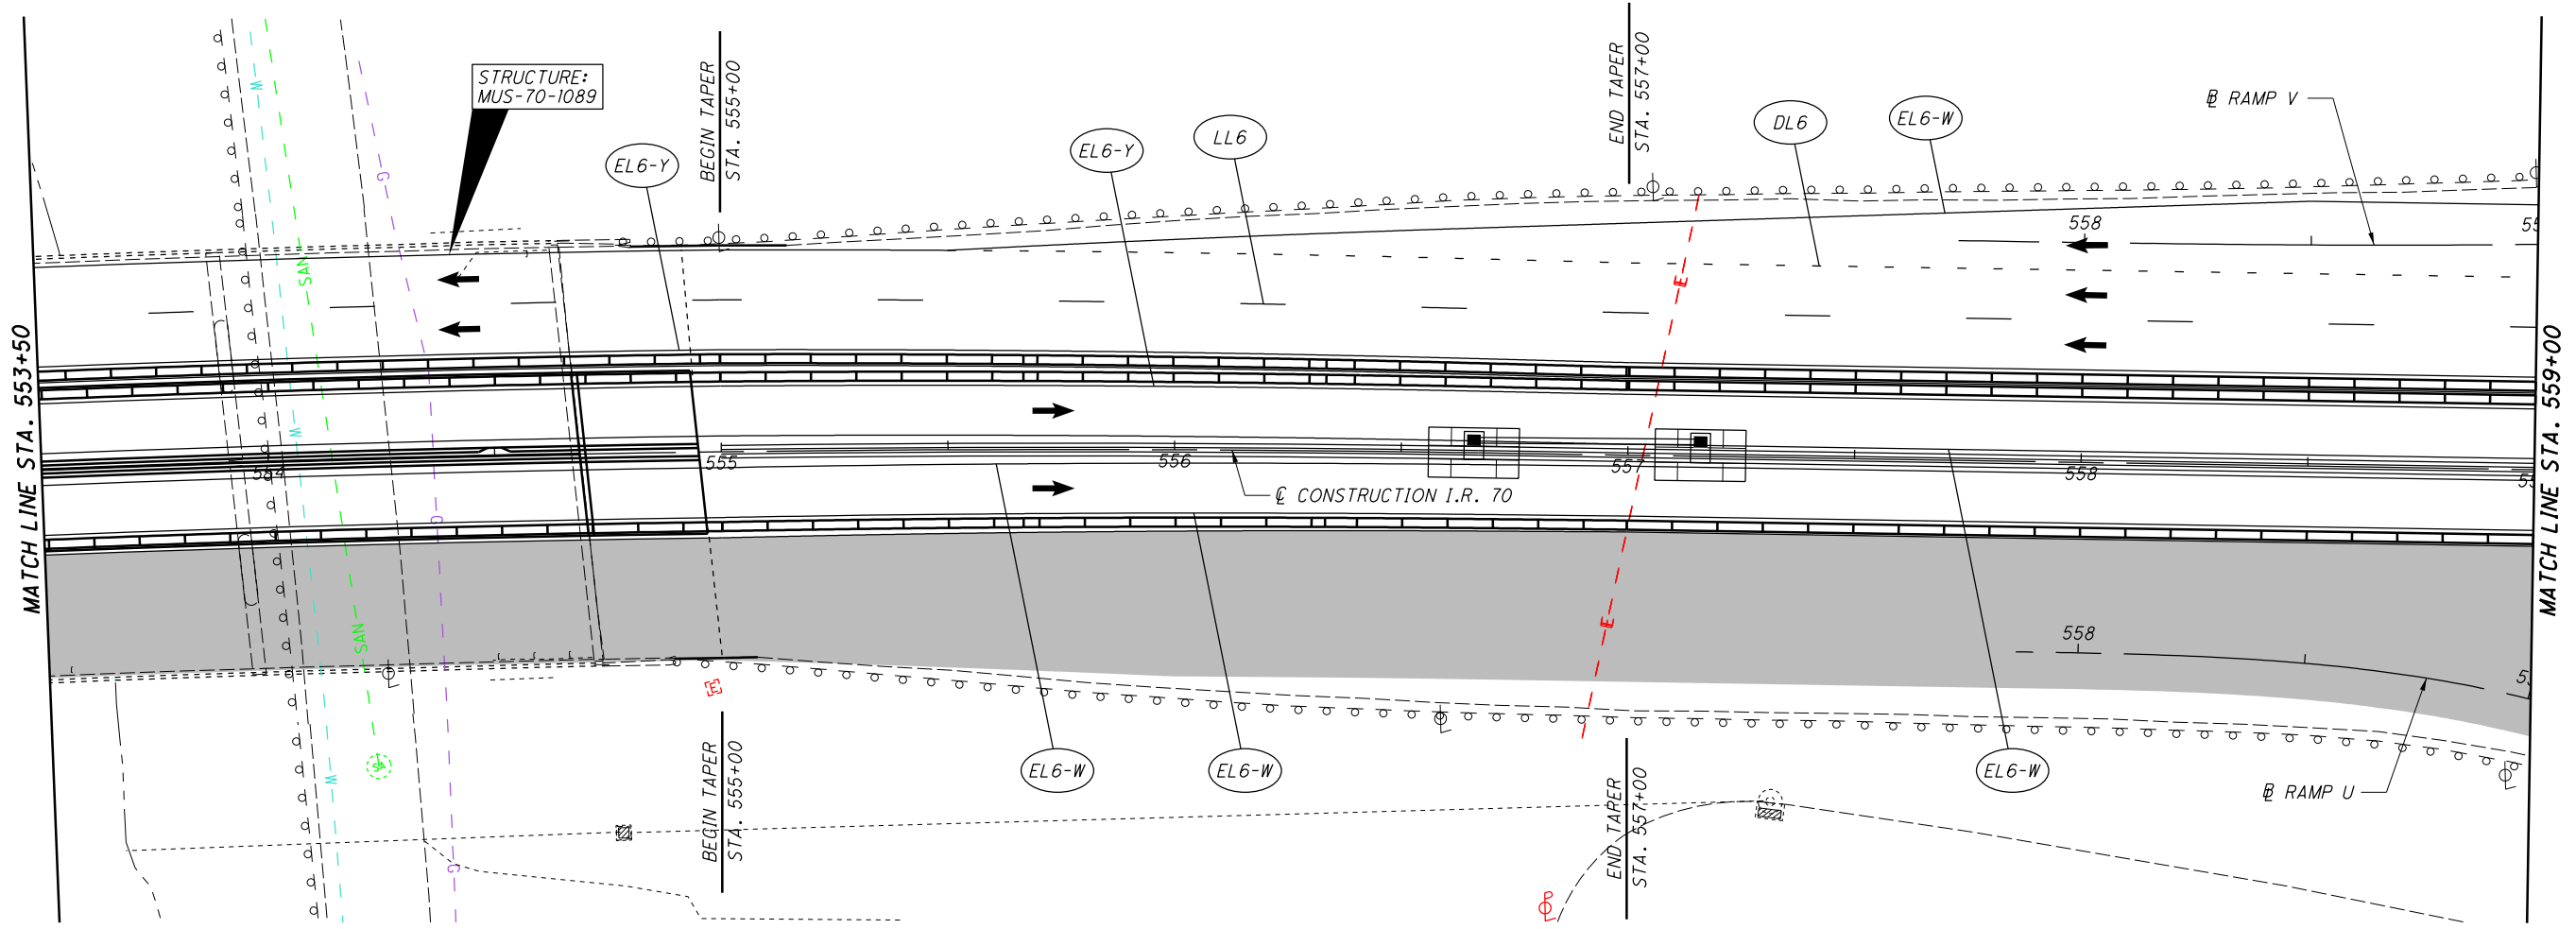 MATCH LINE STA. 553+50
STRUCTURE:
MUS-70-1089
BEGIN TAPER
STA. 555+00
END TAPER
STA. 557+00
EL6-Y
EL6-Y
LL6
DL6
EL6-W
℄ RAMP V
558
W
SAN
G
E
MATCH LINE STA. 559+00
554
555
556
557
558
W
G
℄ CONSTRUCTION I.R. 70
SAN
E
558
[E]
EL6-W
EL6-W
EL6-W
SA
W
G
BEGIN TAPER
STA. 555+00
END TAPER
STA. 557+00
RAMP U